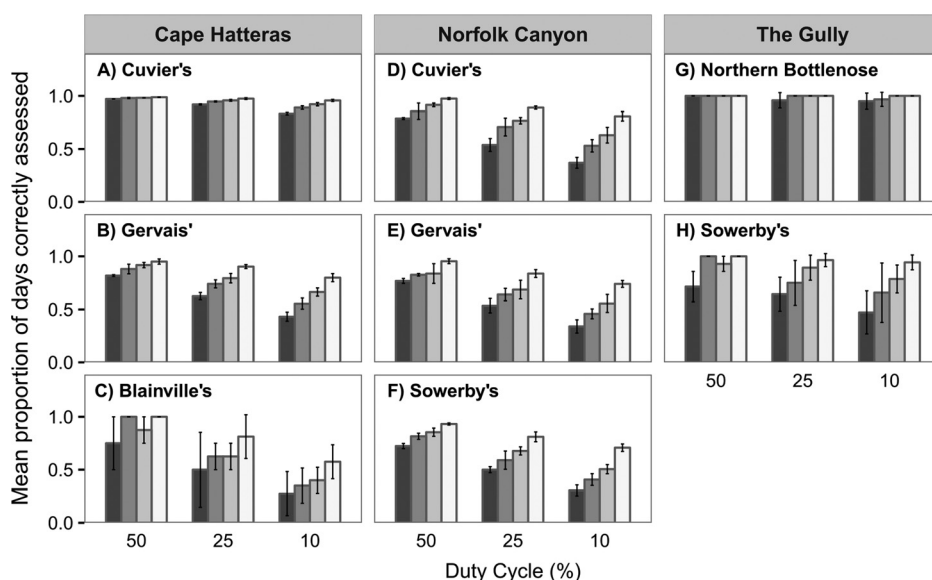 Cape Hatteras
Norfolk Canyon
The Gully
Mean proportion of days correctly assessed
A) Cuvier's
1.0
0.5
0.0
B) Gervais'
1.0
0.5
0.0
C) Blainville's
1.0
0.5
0.0
50 25 10
D) Cuvier's
E) Gervais'
F) Sowerby's
50 25 10
G) Northern Bottlenose
H) Sowerby's
50 25 10
Duty Cycle (%)